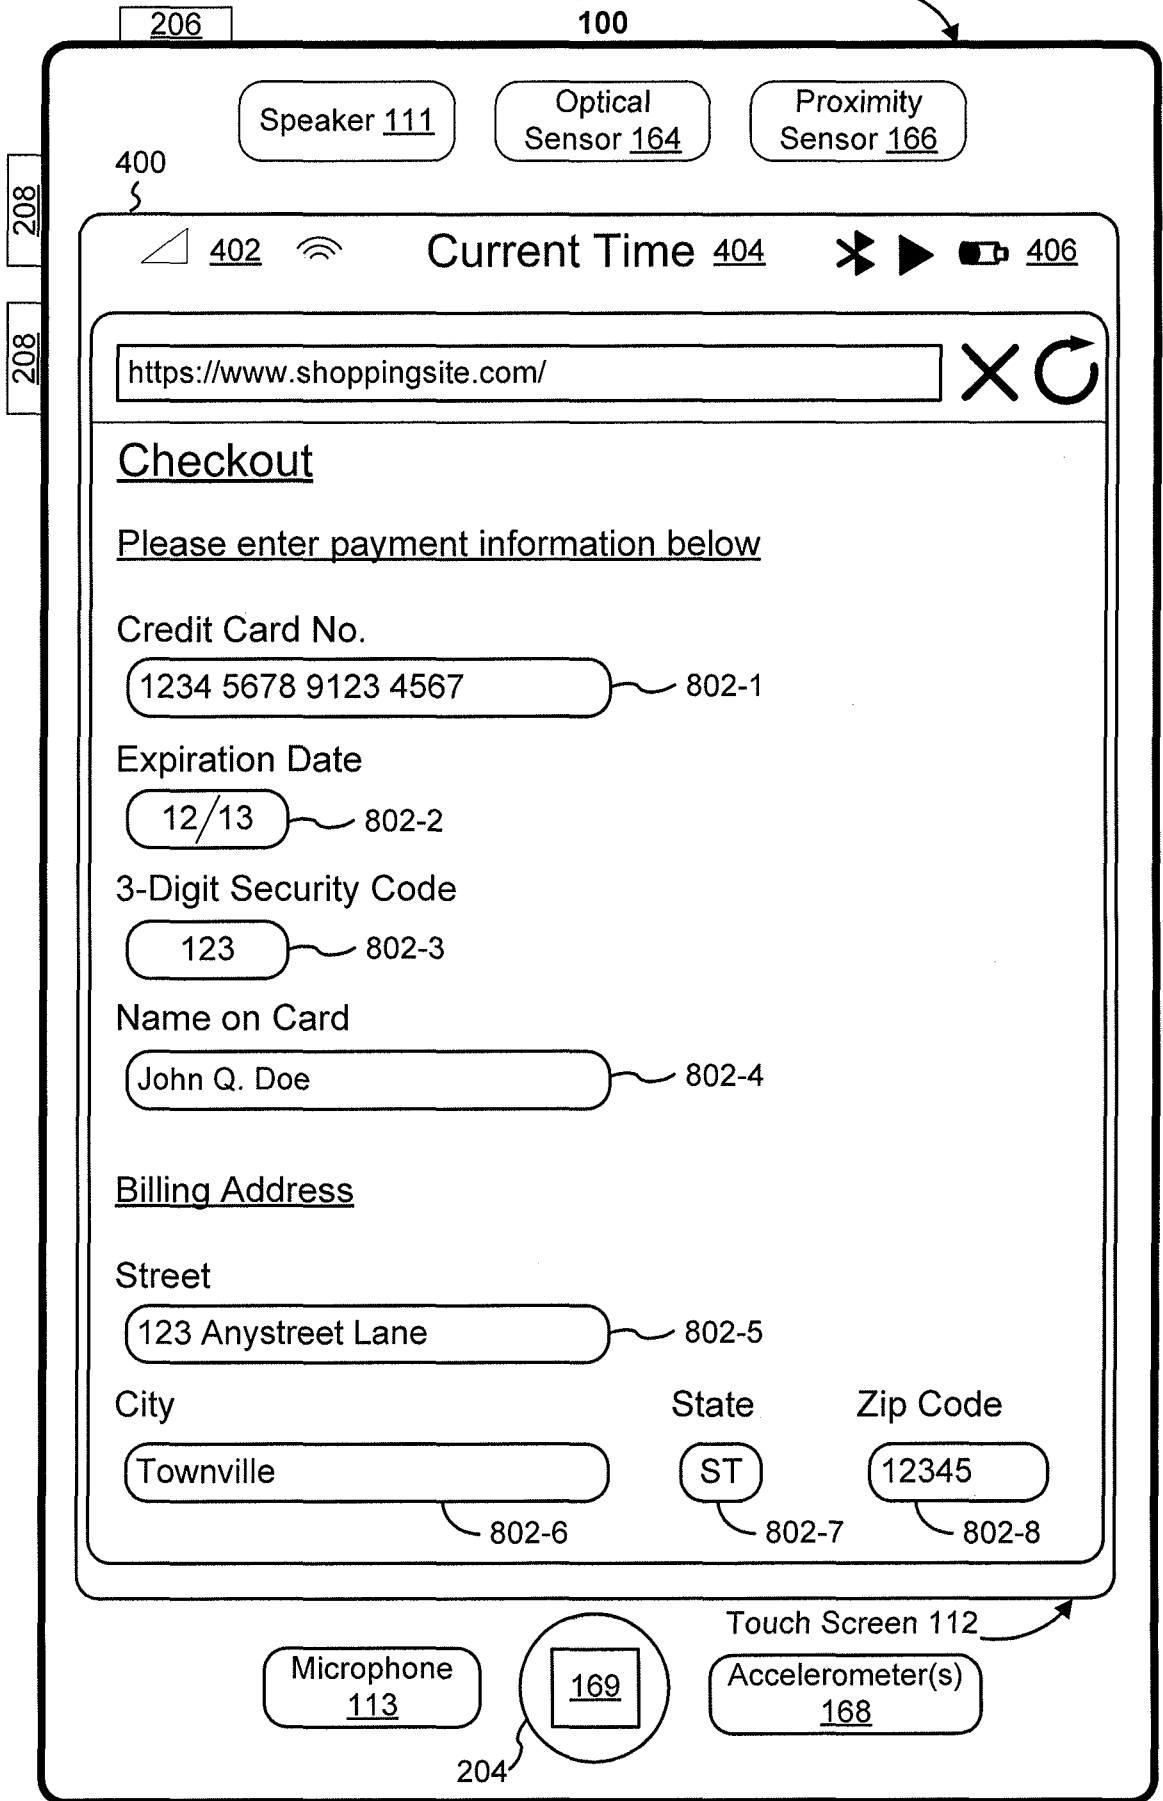 206
100
Speaker 111
Optical
Sensor 164
Proximity
Sensor 166
400
208
208
402
Current Time 404
406
https://www.shoppingsite.com/
Checkout
Please enter payment information below
Credit Card No.
1234 5678 9123 4567
802-1
Expiration Date
12/13
802-2
3-Digit Security Code
123
802-3
Name on Card
John Q. Doe
802-4
Billing Address
Street
123 Anystreet Lane
802-5
City State Zip Code
Townville ST 12345
802-6 802-7 802-8
Touch Screen 112
Microphone
113
169
Accelerometer(s)
168
204